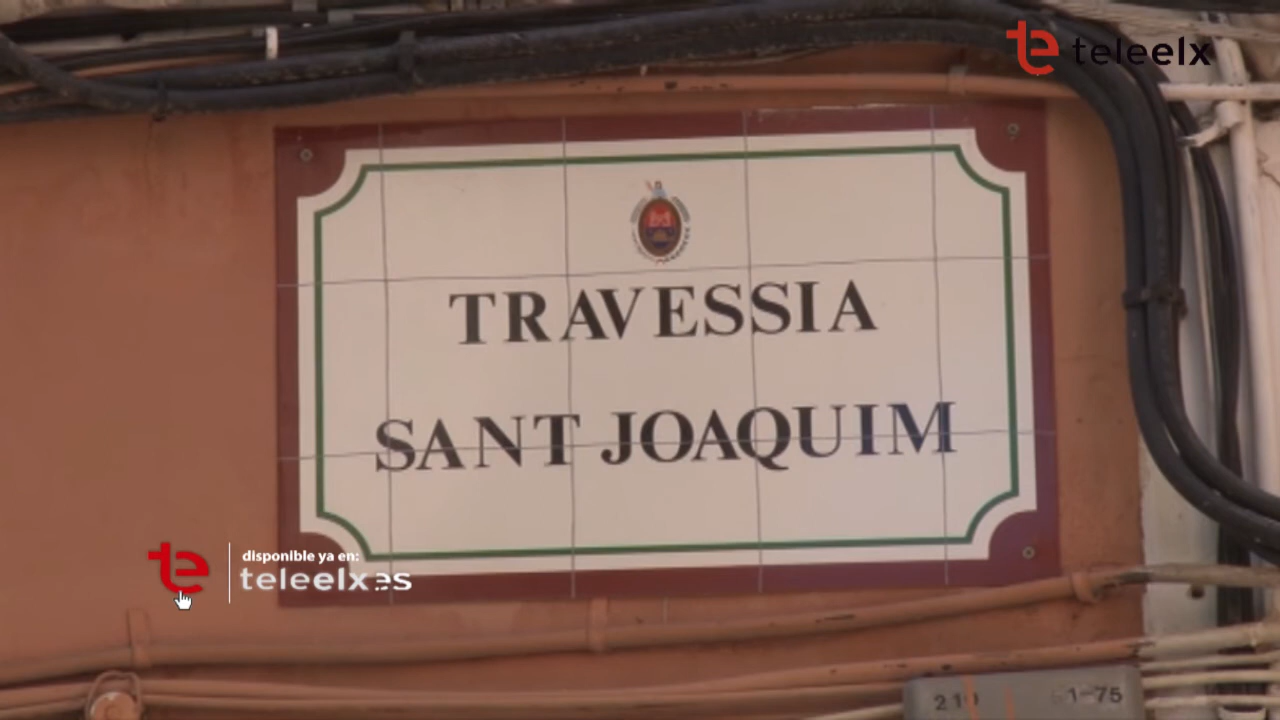 teleelx
TRAVESSIA
SANT JOAQUIM
disponible ya en:
teleelx.es